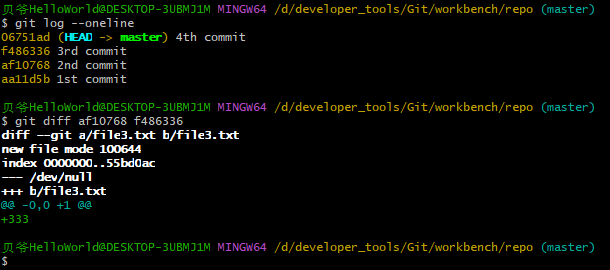 贝爷HelloWorld@DESKTOP-3UBMJ1M MINGW64 /d/developer_tools/Git/workbench/repo (master)
$ git log --oneline
06751ad (HEAD -> master) 4th commit
f486336 3rd commit
af10768 2nd commit
aa11d5b 1st commit
贝爷HelloWorld@DESKTOP-3UBMJ1M MINGW64 /d/developer_tools/Git/workbench/repo (master)
$ git diff af10768 f486336
diff --git a/file3.txt b/file3.txt
new file mode 100644
index 0000000..55bd0ac
--- /dev/null
+++ b/file3.txt
@@ -0,0 +1 @@
+333
贝爷HelloWorld@DESKTOP-3UBMJ1M MINGW64 /d/developer_tools/Git/workbench/repo (master)
$